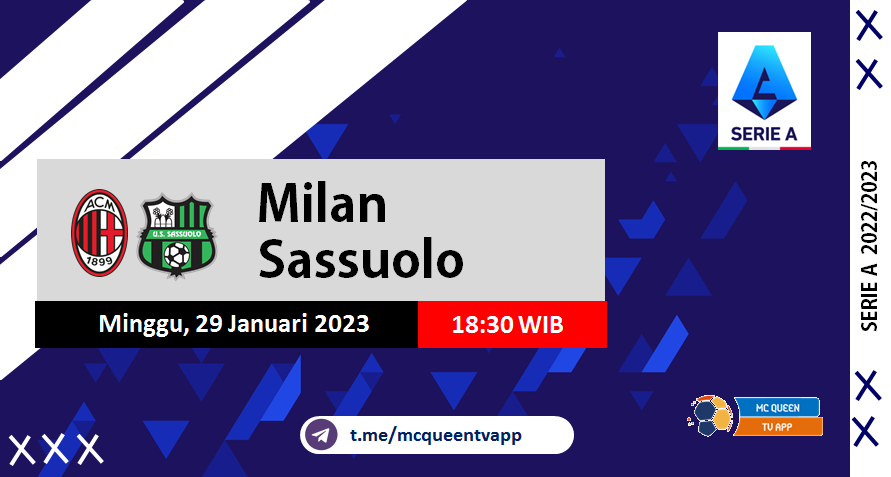 SERIE A
ACM
1899
U.S. SASSUOLO
Milan
Sassuolo
Minggu, 29 Januari 2023
18:30 WIB
SERIE A 2022/2023
t.me/mcqueentvapp
MC QUEEN
TV APP
XXX